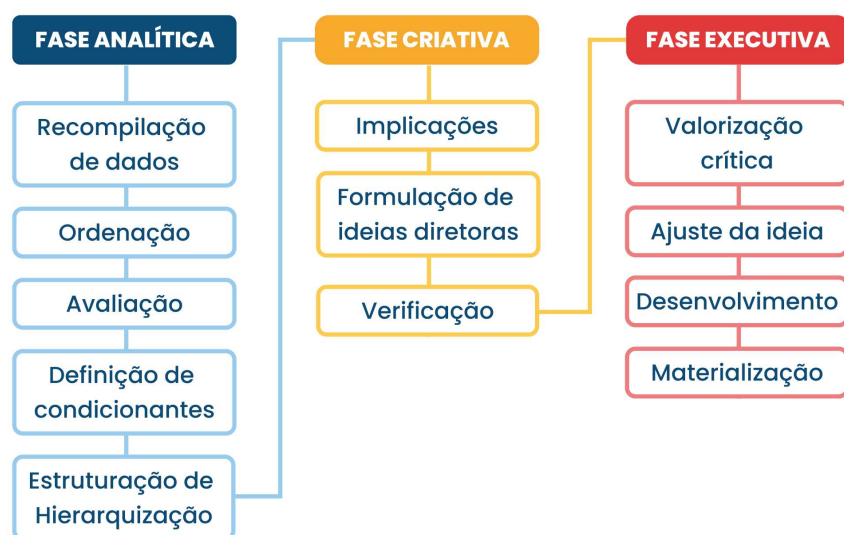 FASE ANALÍTICA
Recompilação
de dados
Ordenação
Avaliação
Definição de
condicionantes
Estruturação de
Hierarquização
FASE CRIATIVA
Implicações
Formulação de
ideias diretoras
Verificação
FASE EXECUTIVA
Valorização
crítica
Ajuste da ideia
Desenvolvimento
Materialização